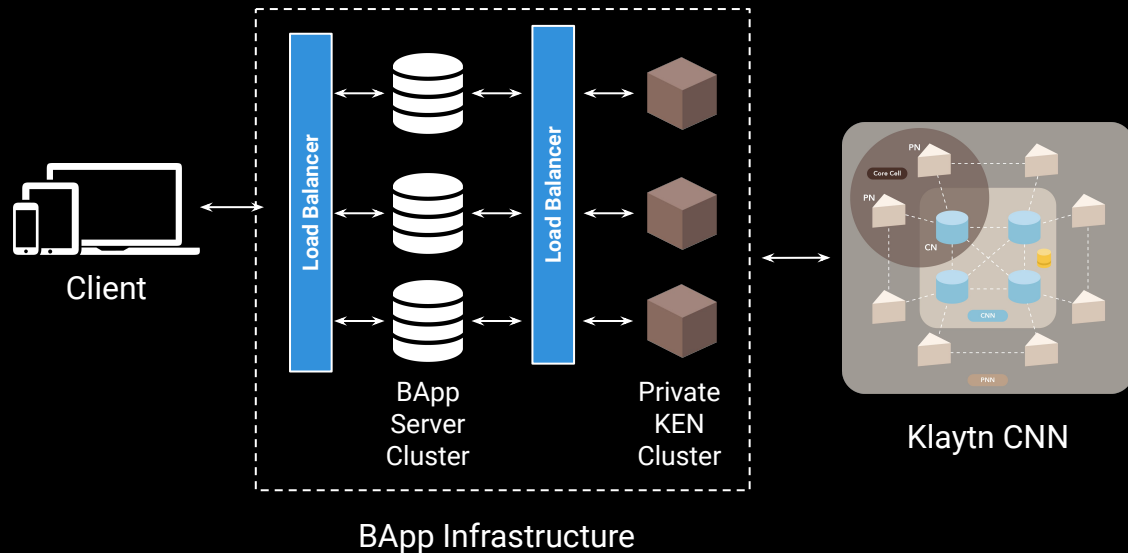 Client
Load Balancer
BApp
Server
Cluster
Load Balancer
Private
KEN
Cluster
BApp Infrastructure
PN
Core Cell
PN
CN
CNN
PNN
Klaytn CNN